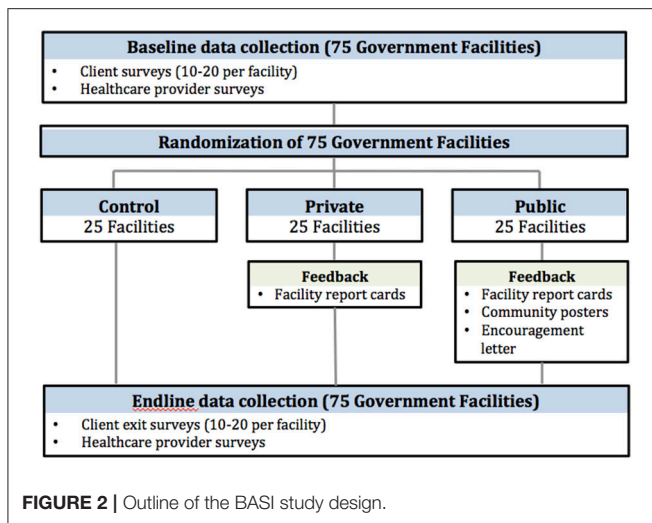 Baseline data collection (75 Government Facilities)
• Client surveys (10-20 per facility)
• Healthcare provider surveys
Randomization of 75 Government Facilities
Control
25 Facilities
Private
25 Facilities
Public
25 Facilities
Feedback
• Facility report cards
Feedback
• Facility report cards
• Community posters
• Encouragement
letter
Endline data collection (75 Government Facilities)
• Client exit surveys (10-20 per facility)
• Healthcare provider surveys
FIGURE 2 | Outline of the BASI study design.